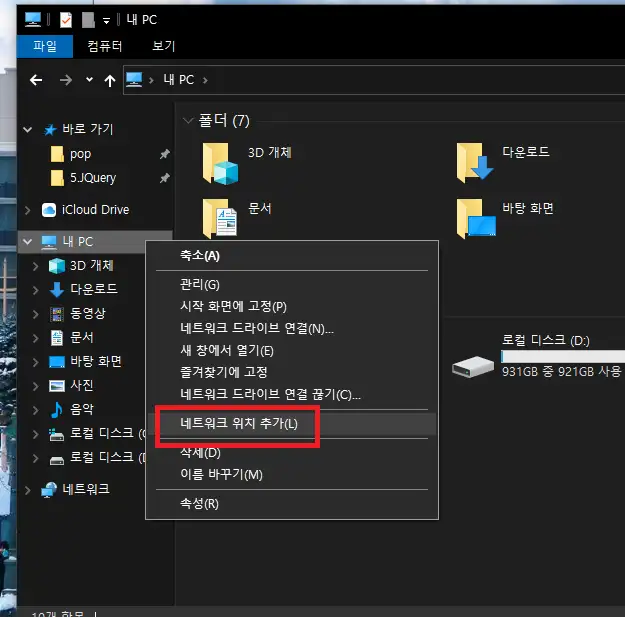 내 PC
파일 컴퓨터 보기
내 PC
바로 가기
pop
5.JQuery
iCloud Drive
내 PC
3D 개체
다운로드
동영상
문서
바탕 화면
사진
음악
로컬 디스크 (C
로컬 디스크 (D
네트워크
폴더 (7)
3D 개체
다운로드
문서
바탕 화면
로컬 디스크 (D:)
931GB 중 921GB 사용
축소(A)
관리(G)
시작 화면에 고정(P)
네트워크 드라이브 연결(N)...
새 창에서 열기(E)
즐겨찾기에 고정
네트워크 드라이브 연결 끊기(C)...
네트워크 위치 추가(L)
삭제(D)
이름 바꾸기(M)
속성(R)
10개 항목